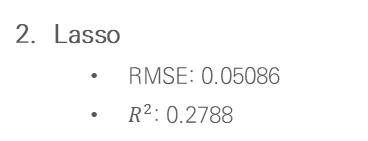 2. Lasso
• RMSE: 0.05086
• R²: 0.2788